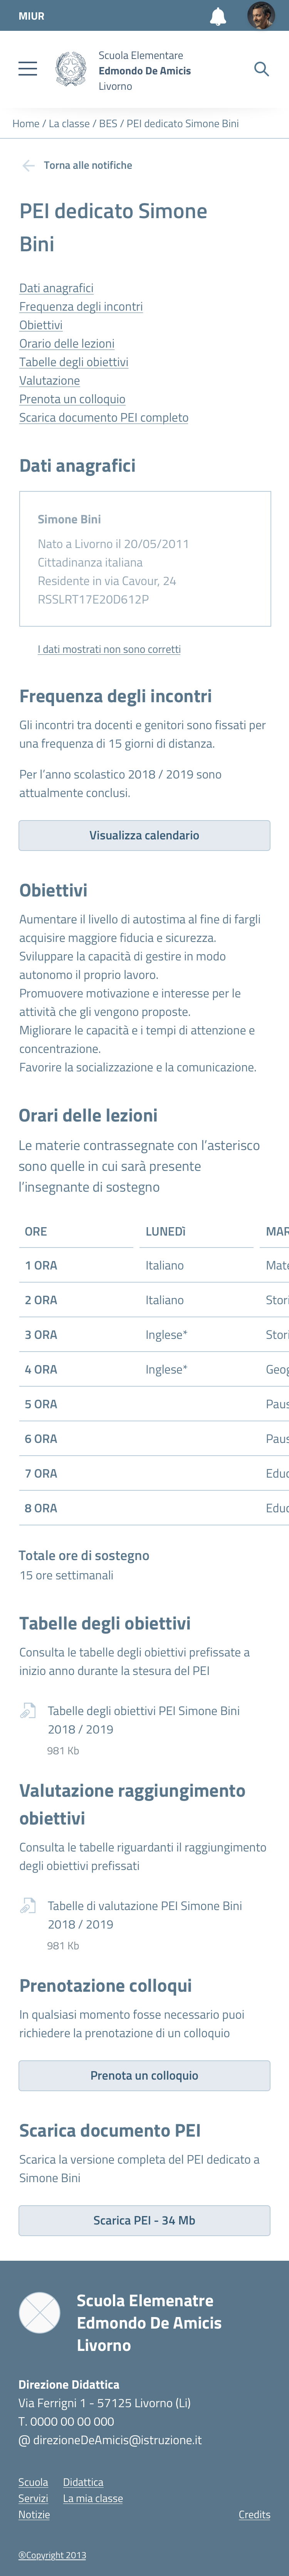 MIUR
Scuola Elementare
Edmondo De Amicis
Livorno
Home / La classe / BES / PEI dedicato Simone Bini
Torna alle notifiche
PEI dedicato Simone
Bini
Dati anagrafici
Frequenza degli incontri
Obiettivi
Orario delle lezioni
Tabelle degli obiettivi
Valutazione
Prenota un colloquio
Scarica documento PEI completo
Dati anagrafici
Simone Bini
Nato a Livorno il 20/05/2011
Cittadinanza italiana
Residente in via Cavour, 24
RSSLRT17E20D612P
I dati mostrati non sono corretti
Frequenza degli incontri
Gli incontri tra docenti e genitori sono fissati per
una frequenza di 15 giorni di distanza.
Per l’anno scolastico 2018 / 2019 sono
attualmente conclusi.
Visualizza calendario
Obiettivi
Aumentare il livello di autostima al fine di fargli
acquisire maggiore fiducia e sicurezza.
Sviluppare la capacità di gestire in modo
autonomo il proprio lavoro.
Promuovere motivazione e interesse per le
attività che gli vengono proposte.
Migliorare le capacità e i tempi di attenzione e
concentrazione.
Favorire la socializzazione e la comunicazione.
Orari delle lezioni
Le materie contrassegnate con l’asterisco
sono quelle in cui sarà presente
l’insegnante di sostegno
ORE LUNEDì MAR
1 ORA Italiano Mate
2 ORA Italiano Stori
3 ORA Inglese* Stori
4 ORA Inglese* Geog
5 ORA Paus
6 ORA Paus
7 ORA Educ
8 ORA Educ
Totale ore di sostegno
15 ore settimanali
Tabelle degli obiettivi
Consulta le tabelle degli obiettivi prefissate a
inizio anno durante la stesura del PEI
Tabelle degli obiettivi PEI Simone Bini
2018 / 2019
981 Kb
Valutazione raggiungimento
obiettivi
Consulta le tabelle riguardanti il raggiungimento
degli obiettivi prefissati
Tabelle di valutazione PEI Simone Bini
2018 / 2019
981 Kb
Prenotazione colloqui
In qualsiasi momento fosse necessario puoi
richiedere la prenotazione di un colloquio
Prenota un colloquio
Scarica documento PEI
Scarica la versione completa del PEI dedicato a
Simone Bini
Scarica PEI - 34 Mb
Scuola Elemenatre
Edmondo De Amicis
Livorno
Direzione Didattica
Via Ferrigni 1 - 57125 Livorno (Li)
T. 0000 00 00 000
@ direzioneDeAmicis@istruzione.it
Scuola Didattica
Servizi La mia classe
Notizie Credits
®Copyright 2013